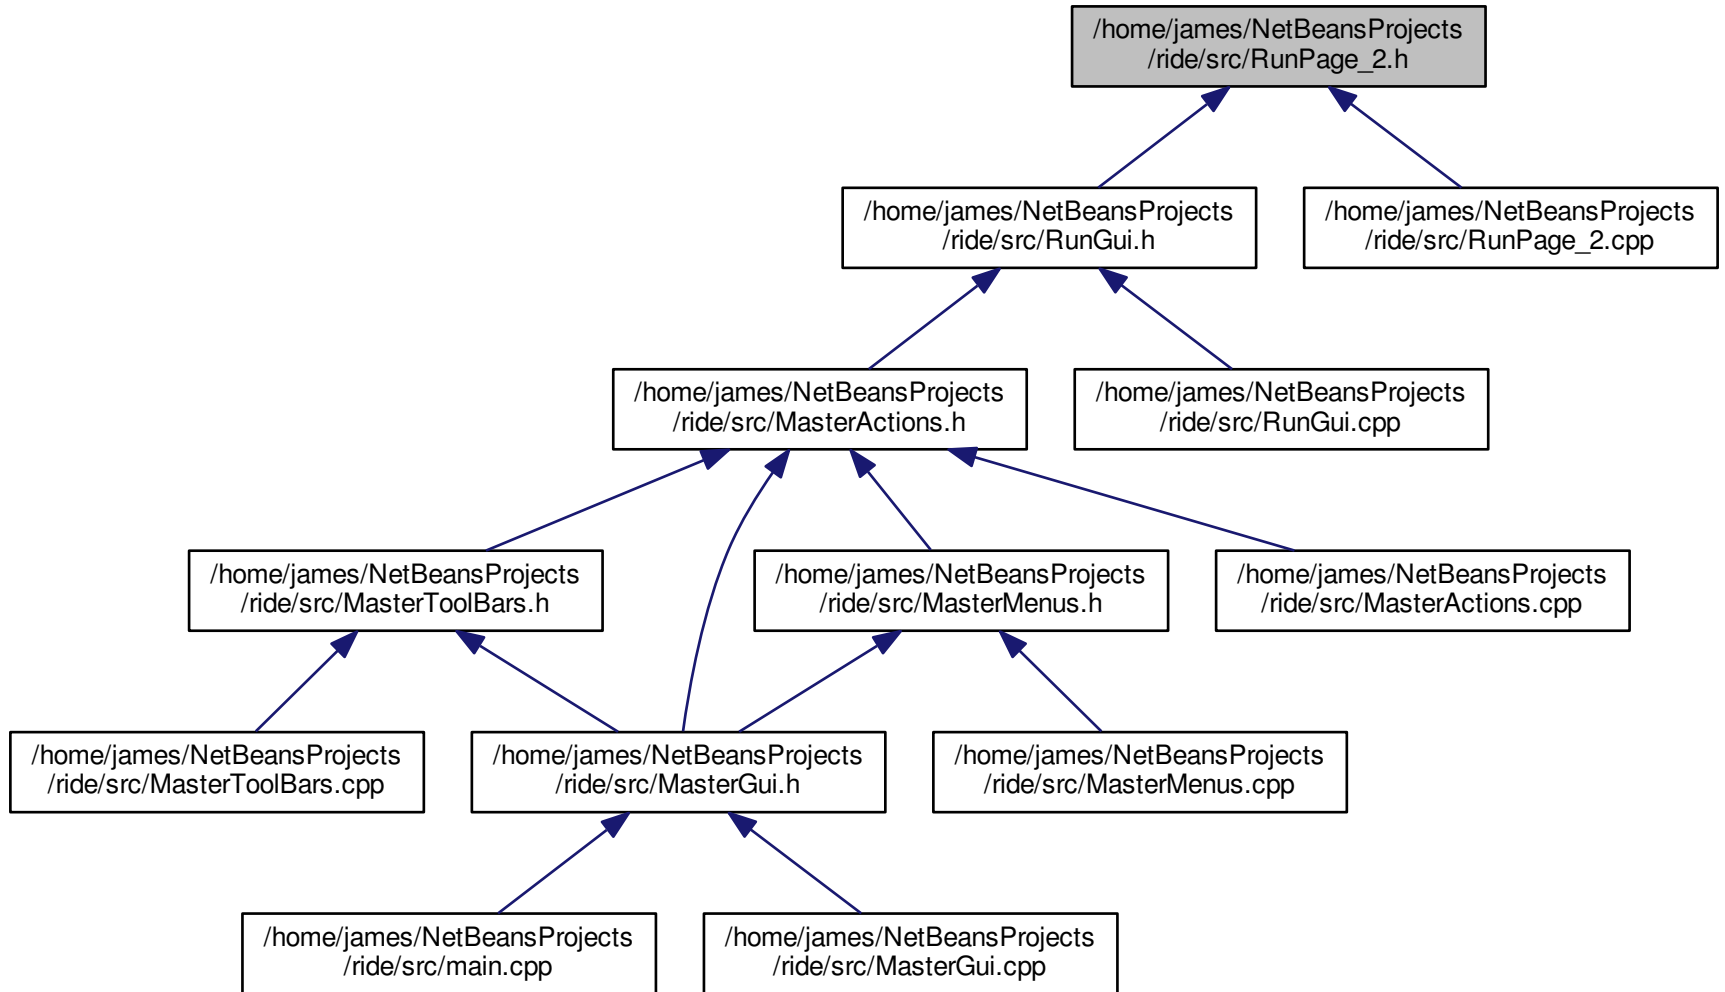 /home/james/NetBeansProjects
/ride/src/RunPage_2.h
/home/james/NetBeansProjects
/ride/src/RunGui.h
/home/james/NetBeansProjects
/ride/src/RunPage_2.cpp
/home/james/NetBeansProjects
/ride/src/MasterActions.h
/home/james/NetBeansProjects
/ride/src/RunGui.cpp
/home/james/NetBeansProjects
/ride/src/MasterToolBars.h
/home/james/NetBeansProjects
/ride/src/MasterMenus.h
/home/james/NetBeansProjects
/ride/src/MasterActions.cpp
/home/james/NetBeansProjects
/ride/src/MasterToolBars.cpp
/home/james/NetBeansProjects
/ride/src/MasterGui.h
/home/james/NetBeansProjects
/ride/src/MasterMenus.cpp
/home/james/NetBeansProjects
/ride/src/main.cpp
/home/james/NetBeansProjects
/ride/src/MasterGui.cpp